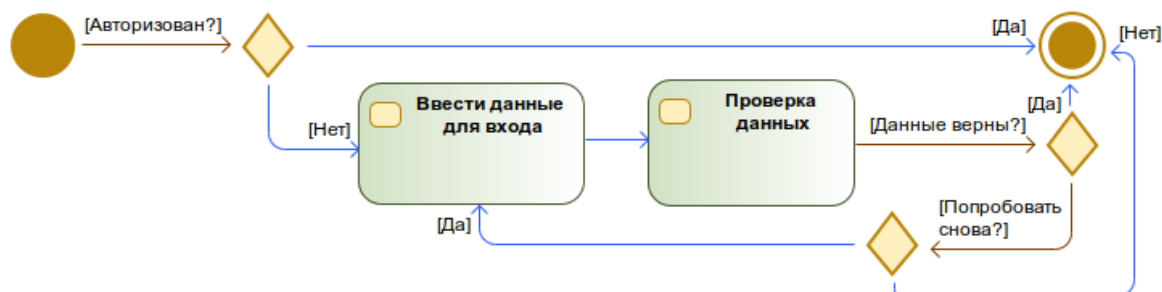 [Авторизован?]
[Да]
[Нет]
Ввести данные
для входа
Проверка
данных
[Нет]
[Данные верны?]
[Да]
[Попробовать
снова?]
[Да]